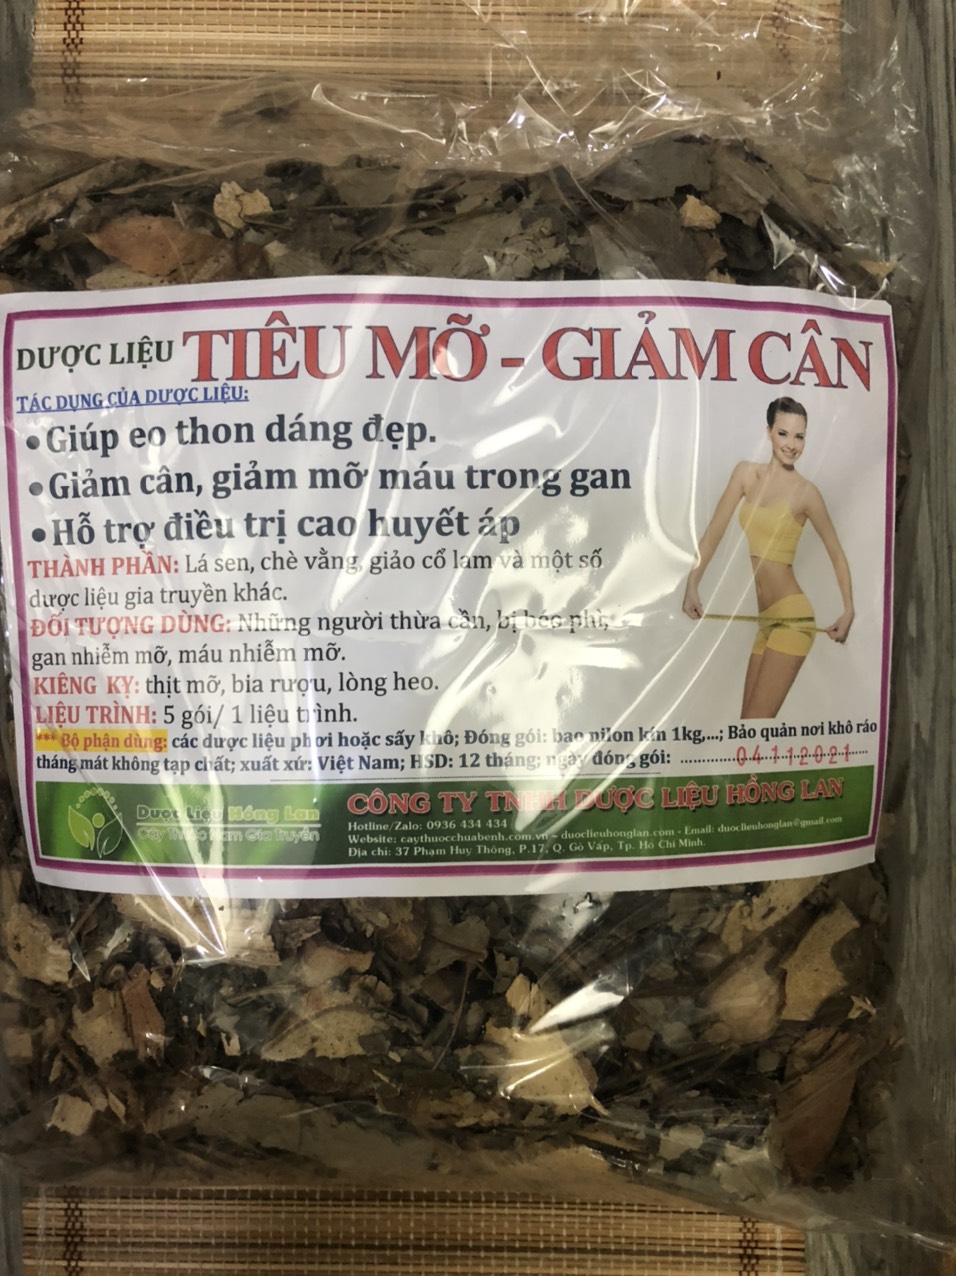 DƯỢC LIỆU TIÊU MỠ - GIẢM CÂN
TÁC DỤNG CỦA DƯỢC LIỆU:
• Giúp eo thon dáng đẹp.
• Giảm cân, giảm mỡ máu trong gan
• Hỗ trợ điều trị cao huyết áp
THÀNH PHẦN: Lá sen, chè vằng, giảo cổ lam và một số
dược liệu gia truyền khác.
ĐỐI TƯỢNG DÙNG: Những người thừa cần, bị béo phì,
gan nhiễm mỡ, máu nhiễm mỡ.
KIÊNG KỴ: thịt mỡ, bia rượu, lòng heo.
LIỆU TRÌNH: 5 gói/ 1 liệu trình.
*** Bộ phận dùng: các dược liệu phơi hoặc sấy khô; Đóng gói: bao nilon kín 1kg,...; Bảo quản nơi khô ráo
tháng mát không tạp chất; xuất xứ: Việt Nam; HSD: 12 tháng; ngày đóng gói: ....................04112021
Dược Liệu Hồng Lan
Cây Thuốc Nam Gia Truyền
CÔNG TY TNHH DƯỢC LIỆU HỒNG LAN
Hotline/Zalo: 0936 434 434
Website: caythuocchuabenh.com.vn - duoclieuhonglan.com - Email: duoclieuhonglan@gmail.com
Địa chỉ: 37 Phạm Huy Thông, P.17, Q. Gò Vấp, Tp. Hồ Chí Minh.